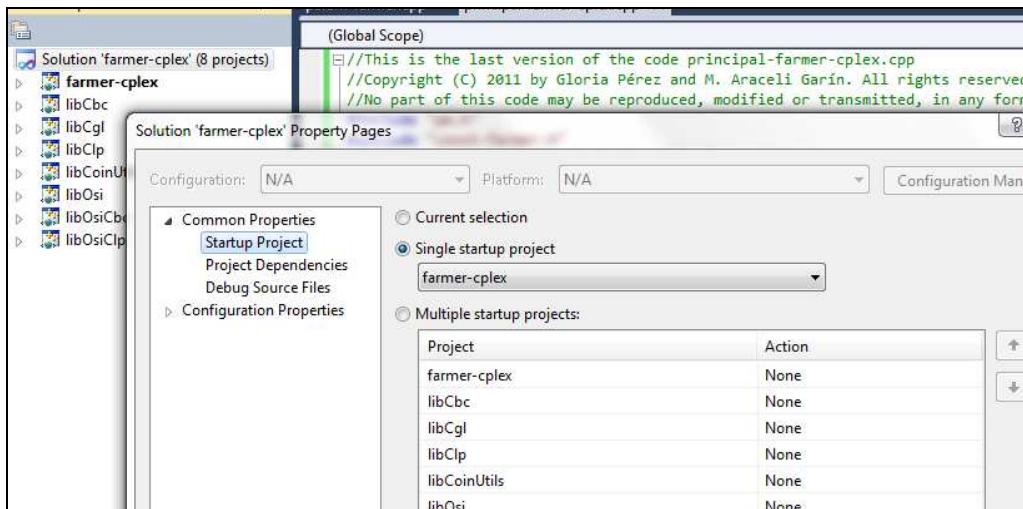 (Global Scope)
Solution 'farmer-cplex' (8 projects)
farmer-cplex
libCbc
libCgl
libClp
libCoinUt
libOsi
libOsiCbc
libOsiClp
//This is the last version of the code principal-farmer-cplex.cpp
//Copyright (C) 2011 by Gloria Pérez and M. Araceli Garín. All rights reserved
//No part of this code may be reproduced, modified or transmitted, in any form
Solution 'farmer-cplex' Property Pages
Configuration: N/A Platform: N/A Configuration Man
Common Properties
Startup Project
Project Dependencies
Debug Source Files
Configuration Properties
Current selection
Single startup project
farmer-cplex
Multiple startup projects:
Project Action
farmer-cplex None
libCbc None
libCgl None
libClp None
libCoinUtils None
libOsi None